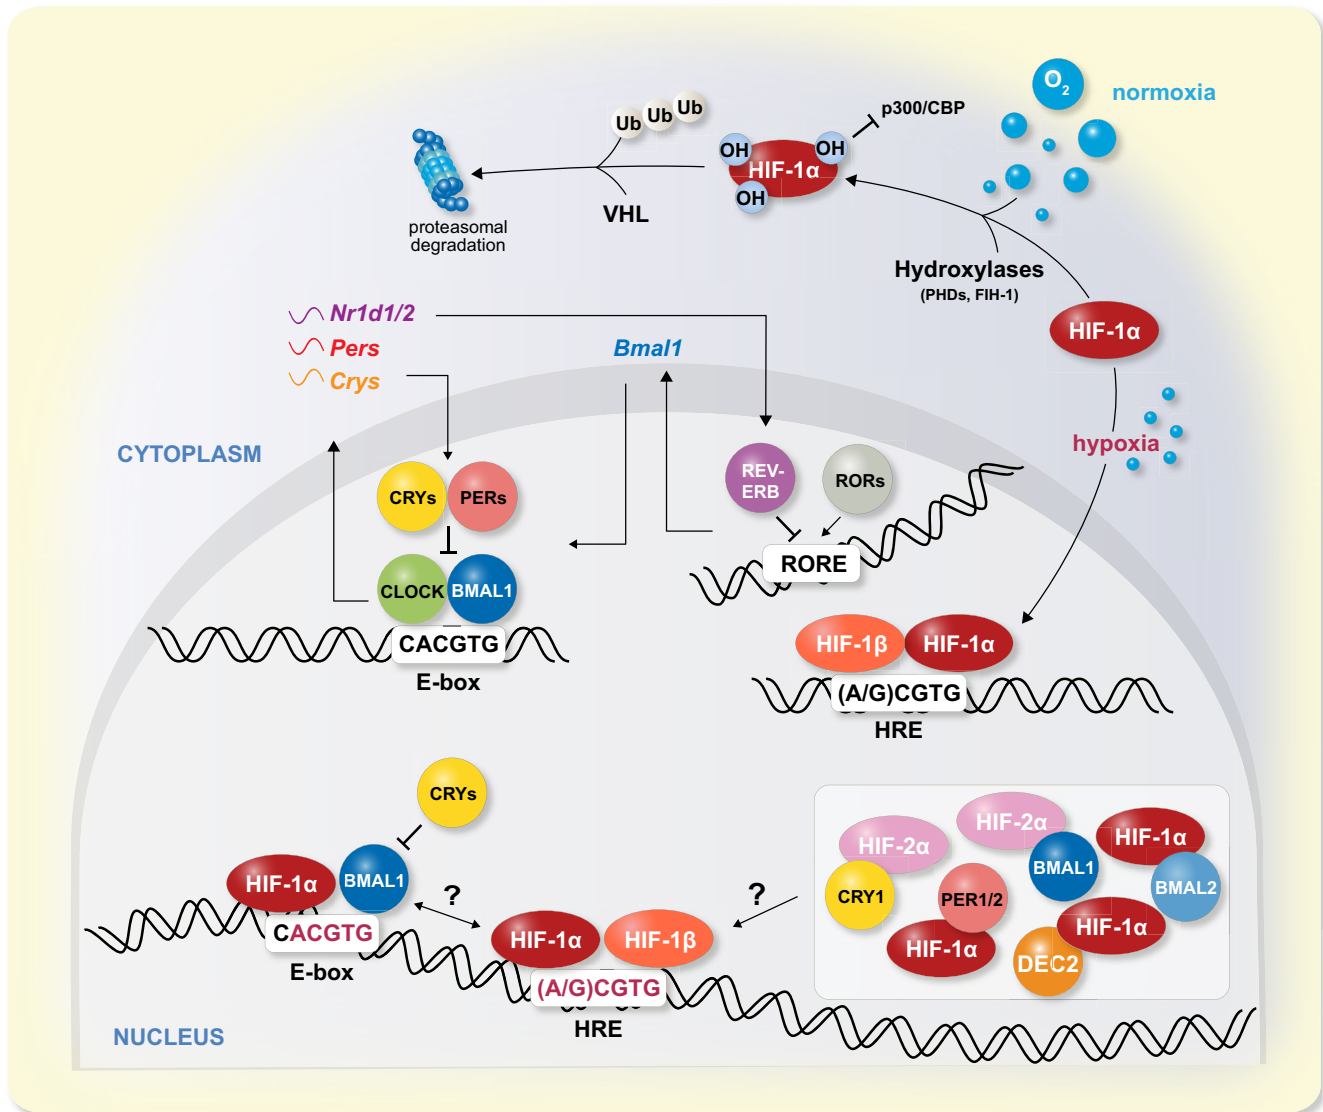 O2
normoxia
p300/CBP
Ub
Ub
Ub
OH
OH
HIF-1α
OH
VHL
proteasomal
degradation
Hydroxylases
(PHDs, FIH-1)
HIF-1α
hypoxia
Nr1d1/2
Pers
Crys
Bmal1
CYTOPLASM
CRYs
PERs
REV-
ERB
RORs
RORE
CLOCK
BMAL1
CACGTG
E-box
HIF-1β
HIF-1α
(A/G)CGTG
HRE
CRYs
HIF-1α
BMAL1
?
CACGTG
E-box
HIF-1α
HIF-1β
?
(A/G)CGTG
HRE
HIF-2α
HIF-2α
HIF-1α
CRY1
PER1/2
BMAL1
BMAL2
HIF-1α
HIF-1α
DEC2
NUCLEUS